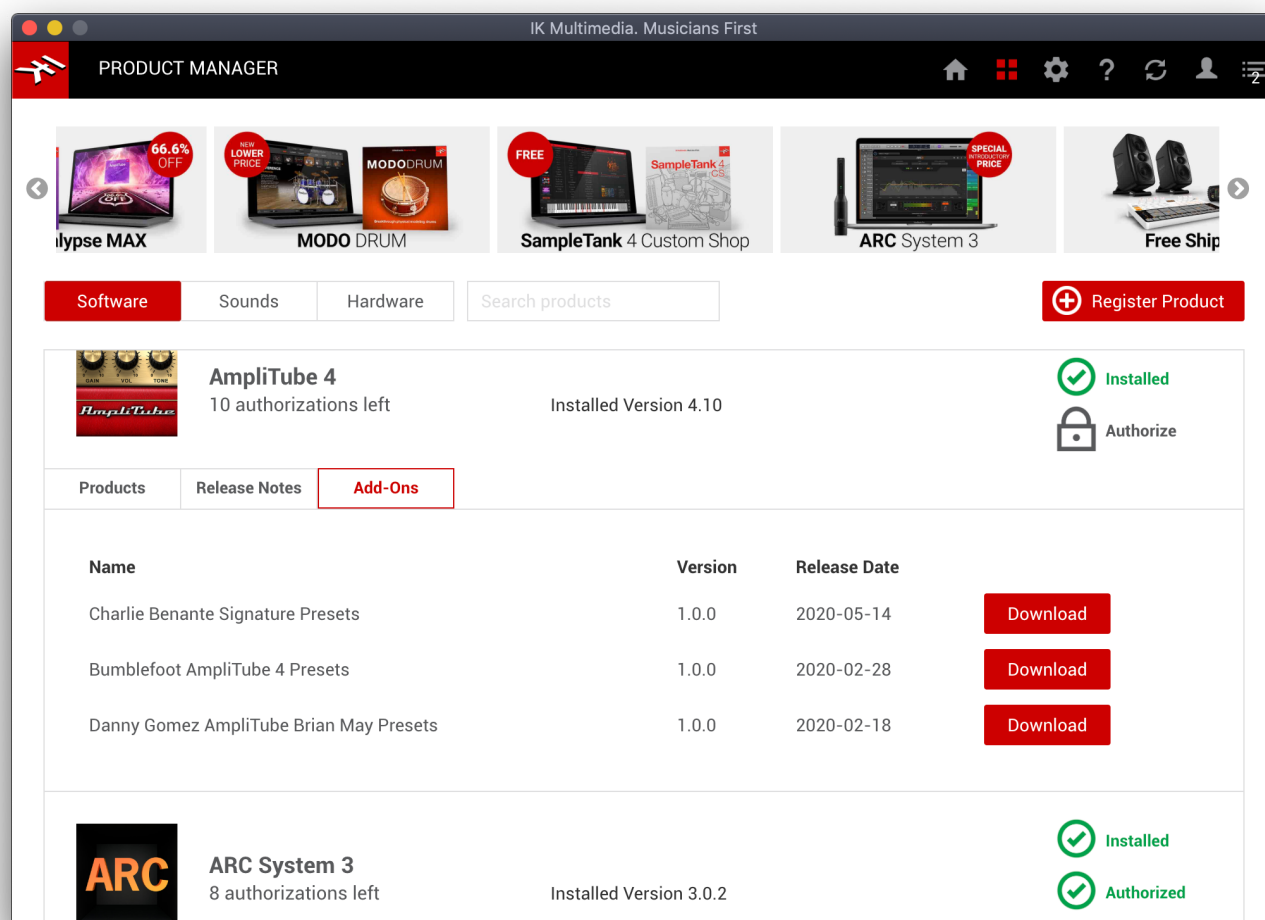 IK Multimedia. Musicians First
PRODUCT MANAGER
2
66.6%
OFF
lypse MAX
NEW
LOWER
PRICE
MODODRUM
MODO DRUM
FREE
SampleTank 4
CS
SampleTank 4 Custom Shop
SPECIAL
INTRODUCTORY
PRICE
ARC System 3
Free Ship
Software
Sounds
Hardware
Search products
Register Product
GAIN VOL TONE
AmpliTube
AmpliTube 4
10 authorizations left
Installed Version 4.10
Installed
Authorize
Products
Release Notes
Add-Ons
Name Version Release Date
Charlie Benante Signature Presets 1.0.0 2020-05-14 Download
Bumblefoot AmpliTube 4 Presets 1.0.0 2020-02-28 Download
Danny Gomez AmpliTube Brian May Presets 1.0.0 2020-02-18 Download
ARC
ARC System 3
8 authorizations left
Installed Version 3.0.2
Installed
Authorized